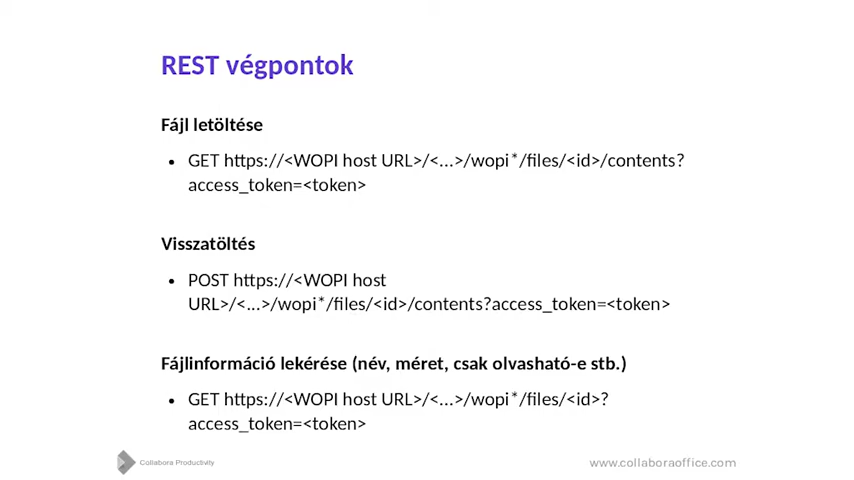 REST végpontok
Fájl letöltése
• GET https://<WOPI host URL>/<...>/wopi*/files/<id>/contents?
access_token=<token>
Visszatöltés
• POST https://<WOPI host
URL>/<...>/wopi*/files/<id>/contents?access_token=<token>
Fájlinformáció lekérése (név, méret, csak olvasható-e stb.)
• GET https://<WOPI host URL>/<...>/wopi*/files/<id>?
access_token=<token>
Collabora Productivity
www.collaboraoffice.com